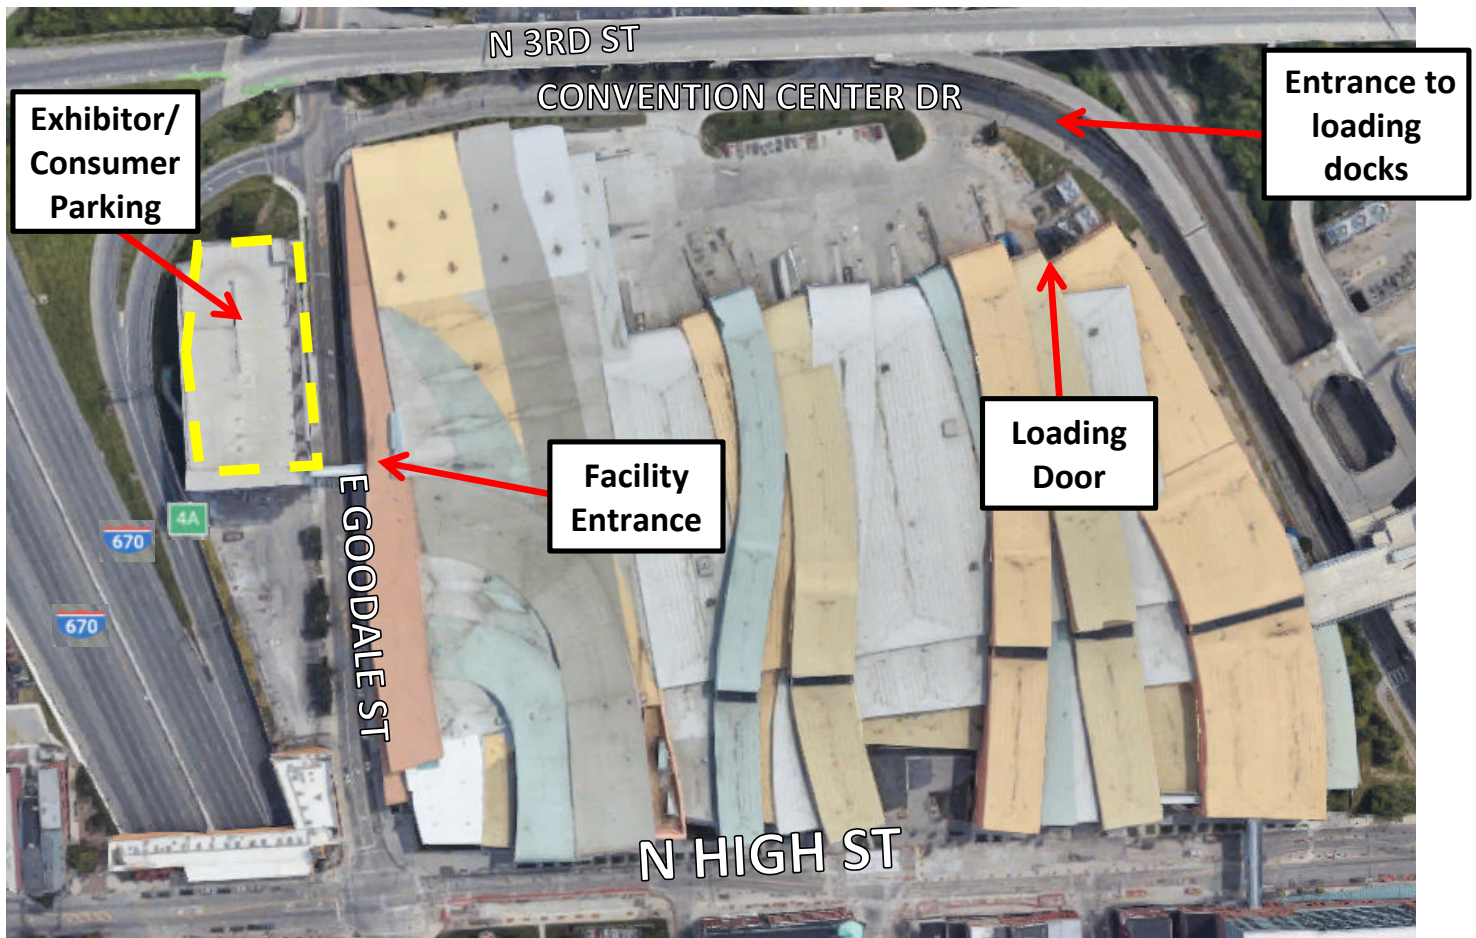 N 3RD ST
CONVENTION CENTER DR
Entrance to
loading
docks
Exhibitor/
Consumer
Parking
Loading
Door
Facility
Entrance
E GOODALE ST
4A
670
670
N HIGH ST